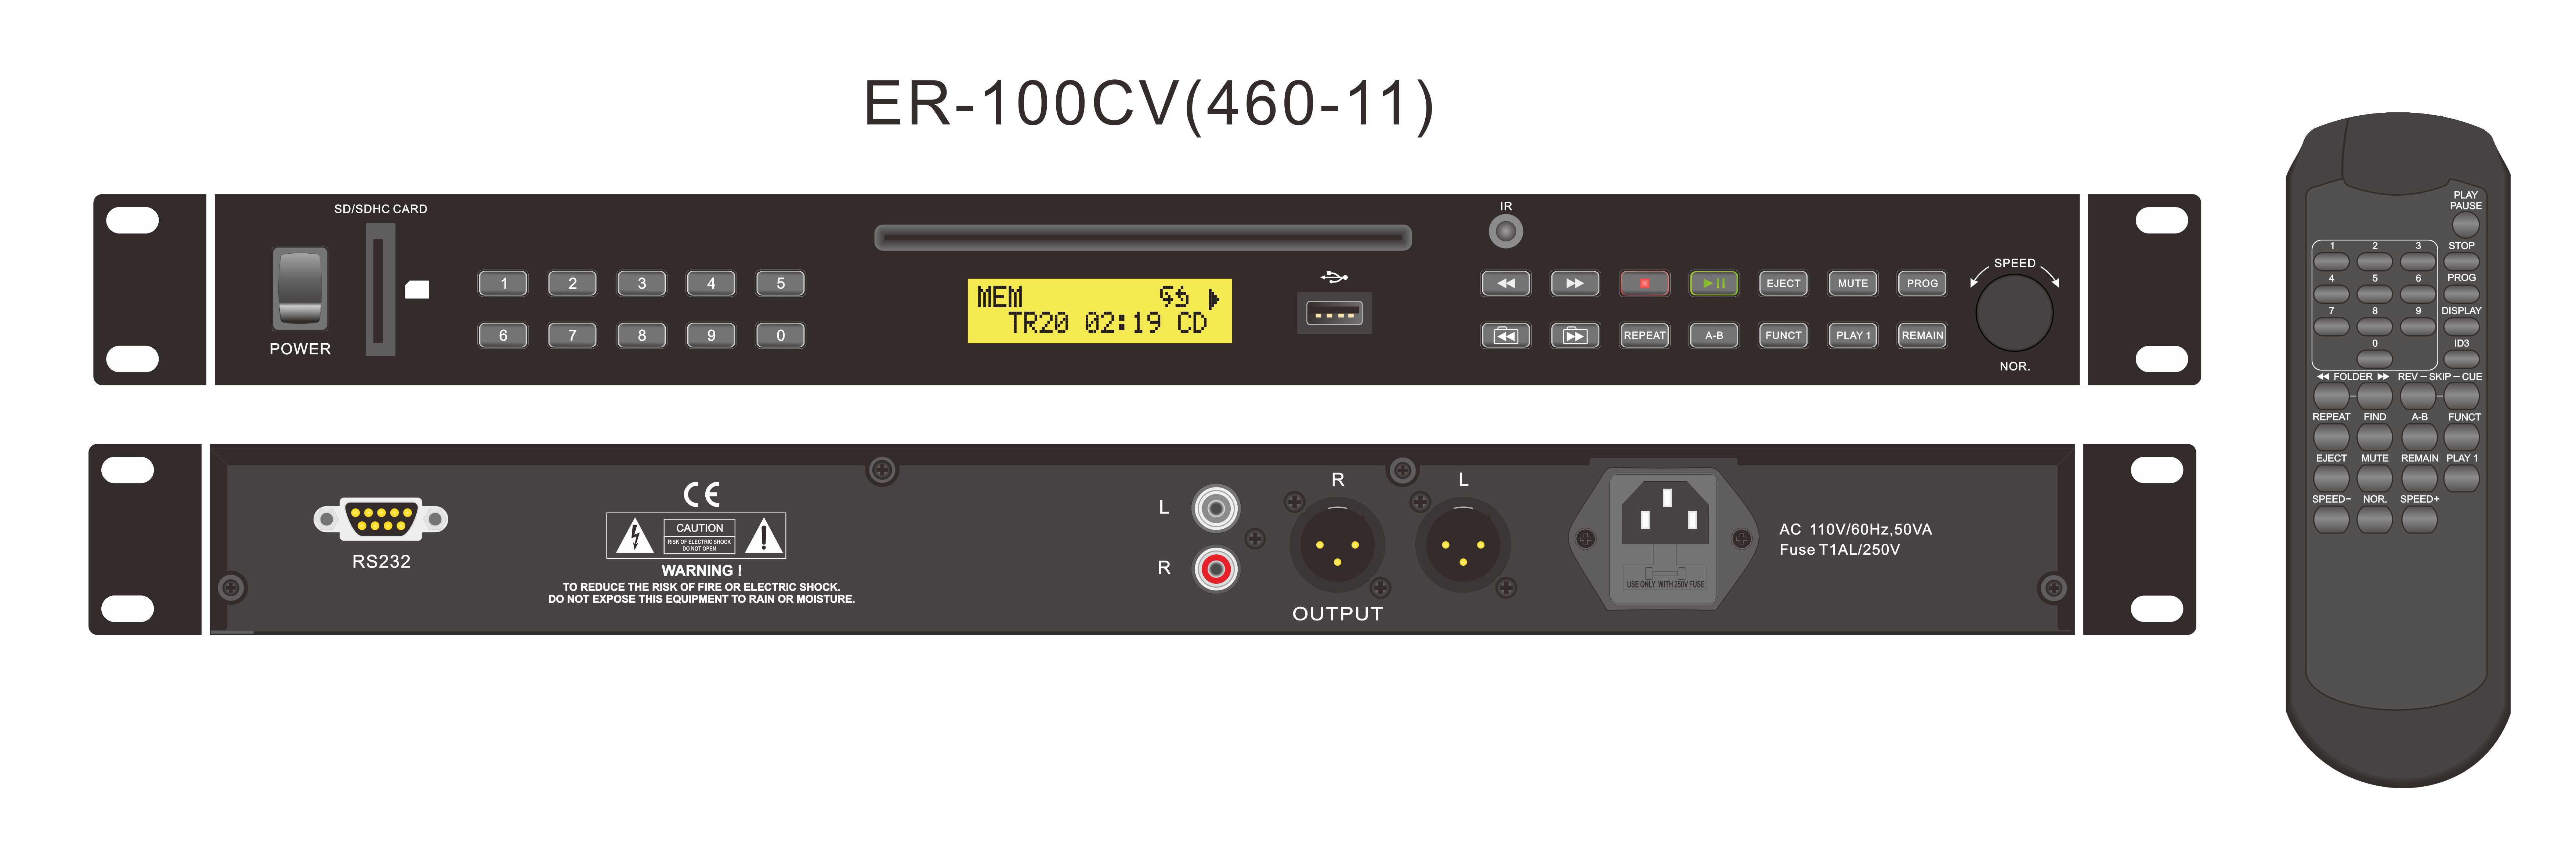 ER-100CV(460-11)
SD/SDHC CARD
POWER
1 2 3 4 5
6 7 8 9 0
MEM
TR20 02:19 CD
IR
EJECT MUTE PROG
REPEAT A-B FUNCT PLAY 1 REMAIN
SPEED
NOR.
RS232
CE
CAUTION
RISK OF ELECTRIC SHOCK
DO NOT OPEN
WARNING !
TO REDUCE THE RISK OF FIRE OR ELECTRIC SHOCK.
DO NOT EXPOSE THIS EQUIPMENT TO RAIN OR MOISTURE.
L
R
R L
OUTPUT
USE ONLY WITH 250V FUSE
AC 110V/60Hz,50VA
Fuse T1AL/250V
PLAY
PAUSE
1 2 3 STOP
4 5 6 PROG
7 8 9 DISPLAY
0 ID3
FOLDER REV－SKIP－CUE
REPEAT FIND A-B FUNCT
EJECT MUTE REMAIN PLAY 1
SPEED− NOR. SPEED+